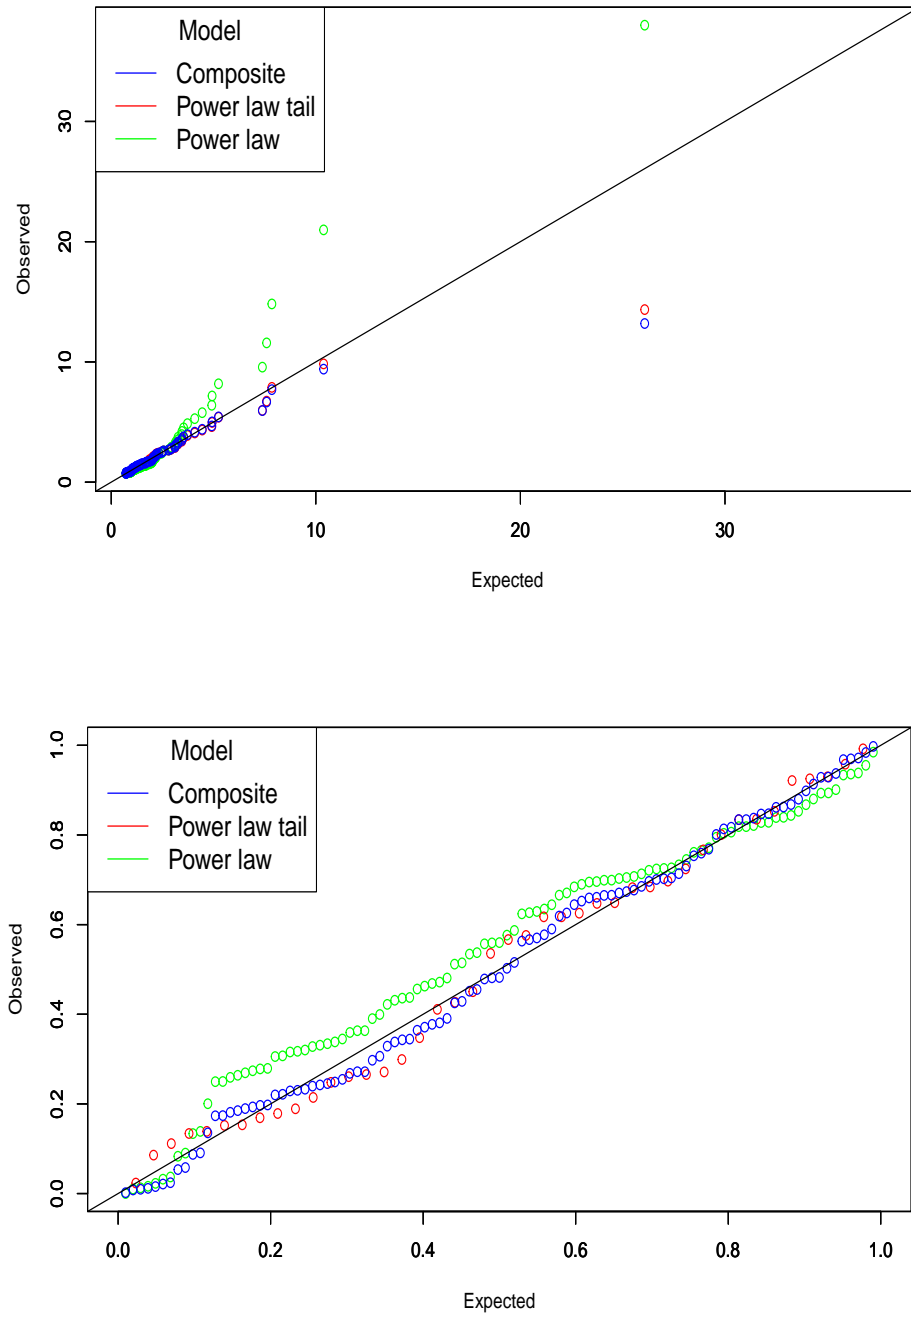 Model
Composite
Power law tail
Power law
Observed
30
20
10
0
0 10 20 30
Expected
Model
Composite
Power law tail
Power law
Observed
1.0
0.8
0.6
0.4
0.2
0.0
0.0 0.2 0.4 0.6 0.8 1.0
Expected